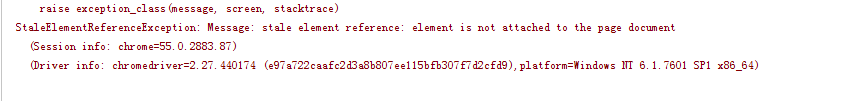 raise exception_class(message, screen, stacktrace)
StaleElementReferenceException: Message: stale element reference: element is not attached to the page document
(Session info: chrome=55.0.2883.87)
(Driver info: chromedriver=2.27.440174 (e97a722caafc2d3a8b807ee115bfb307f7d2cfd9),platform=Windows NT 6.1.7601 SP1 x86_64)